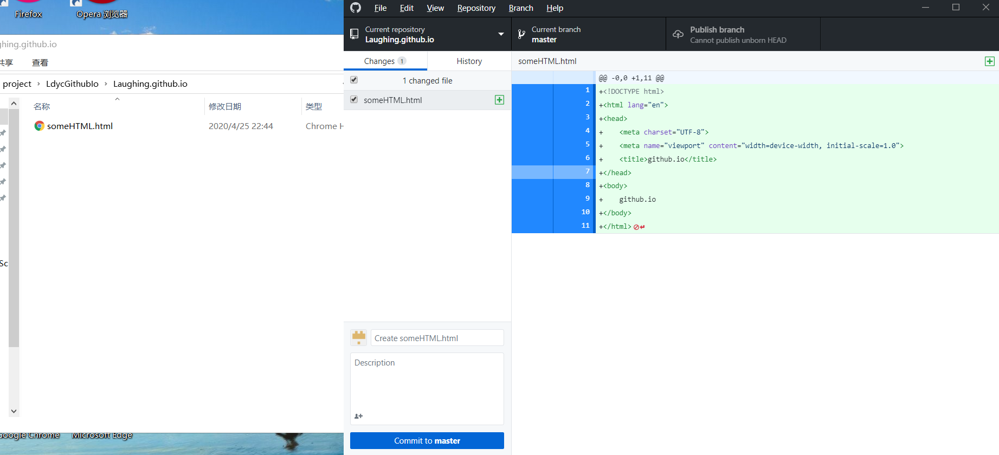 Firefox
Opera 浏览器
ghing.github.io
共享
查看
project › LdycGithubIo › Laughing.github.io
名称
修改日期
类型
someHTML.html
2020/4/25 22:44
Chrome H
Sc
Google Chrome
Microsoft Edge
File
Edit
View
Repository
Branch
Help
Current repository
Laughing.github.io
Current branch
master
Publish branch
Cannot publish unborn HEAD
Changes 1
History
1 changed file
someHTML.html
Create someHTML.html
Description
Commit to master
someHTML.html
@@ -0,0 +1,11 @@
1 +<!DOCTYPE html>
2 +<html lang="en">
3 +<head>
4 +    <meta charset="UTF-8">
5 +    <meta name="viewport" content="width=device-width, initial-scale=1.0">
6 +    <title>github.io</title>
7 +</head>
8 +<body>
9 +    github.io
10 +</body>
11 +</html>